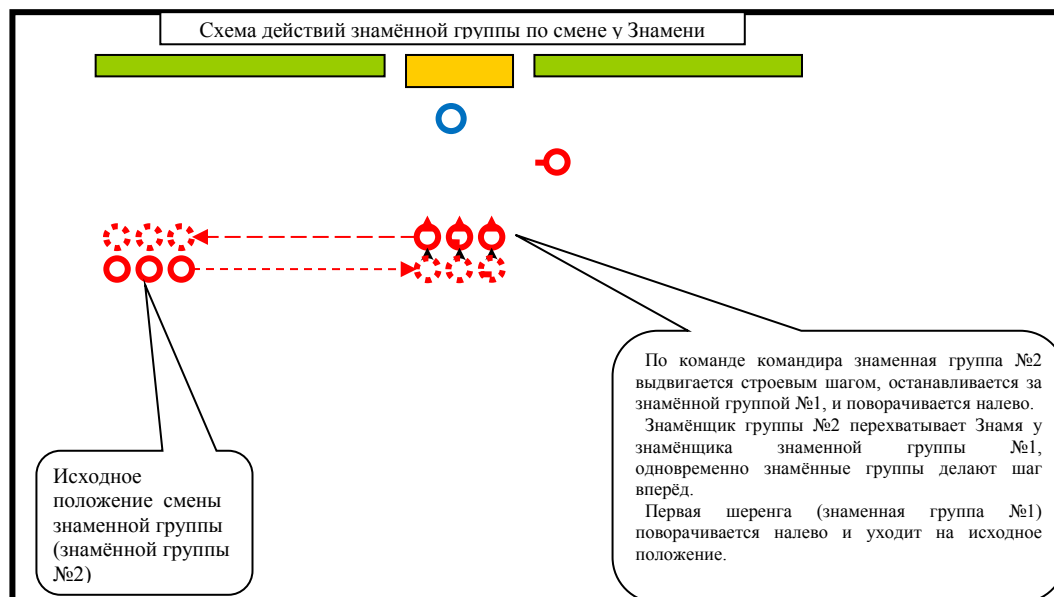 Схема действий знамённой группы по смене у Знамени
По команде командира знаменная группа №2
выдвигается строевым шагом, останавливается за
знамённой группой №1, и поворачивается налево.
Знамёнщик группы №2 перехватывает Знамя у
знамёнщика знаменной группы №1,
одновременно знамённые группы делают шаг
вперёд.
Первая шеренга (знаменная группа №1)
поворачивается налево и уходит на исходное
положение.
Исходное
положение смены
знаменной группы
(знамённой группы
№2)